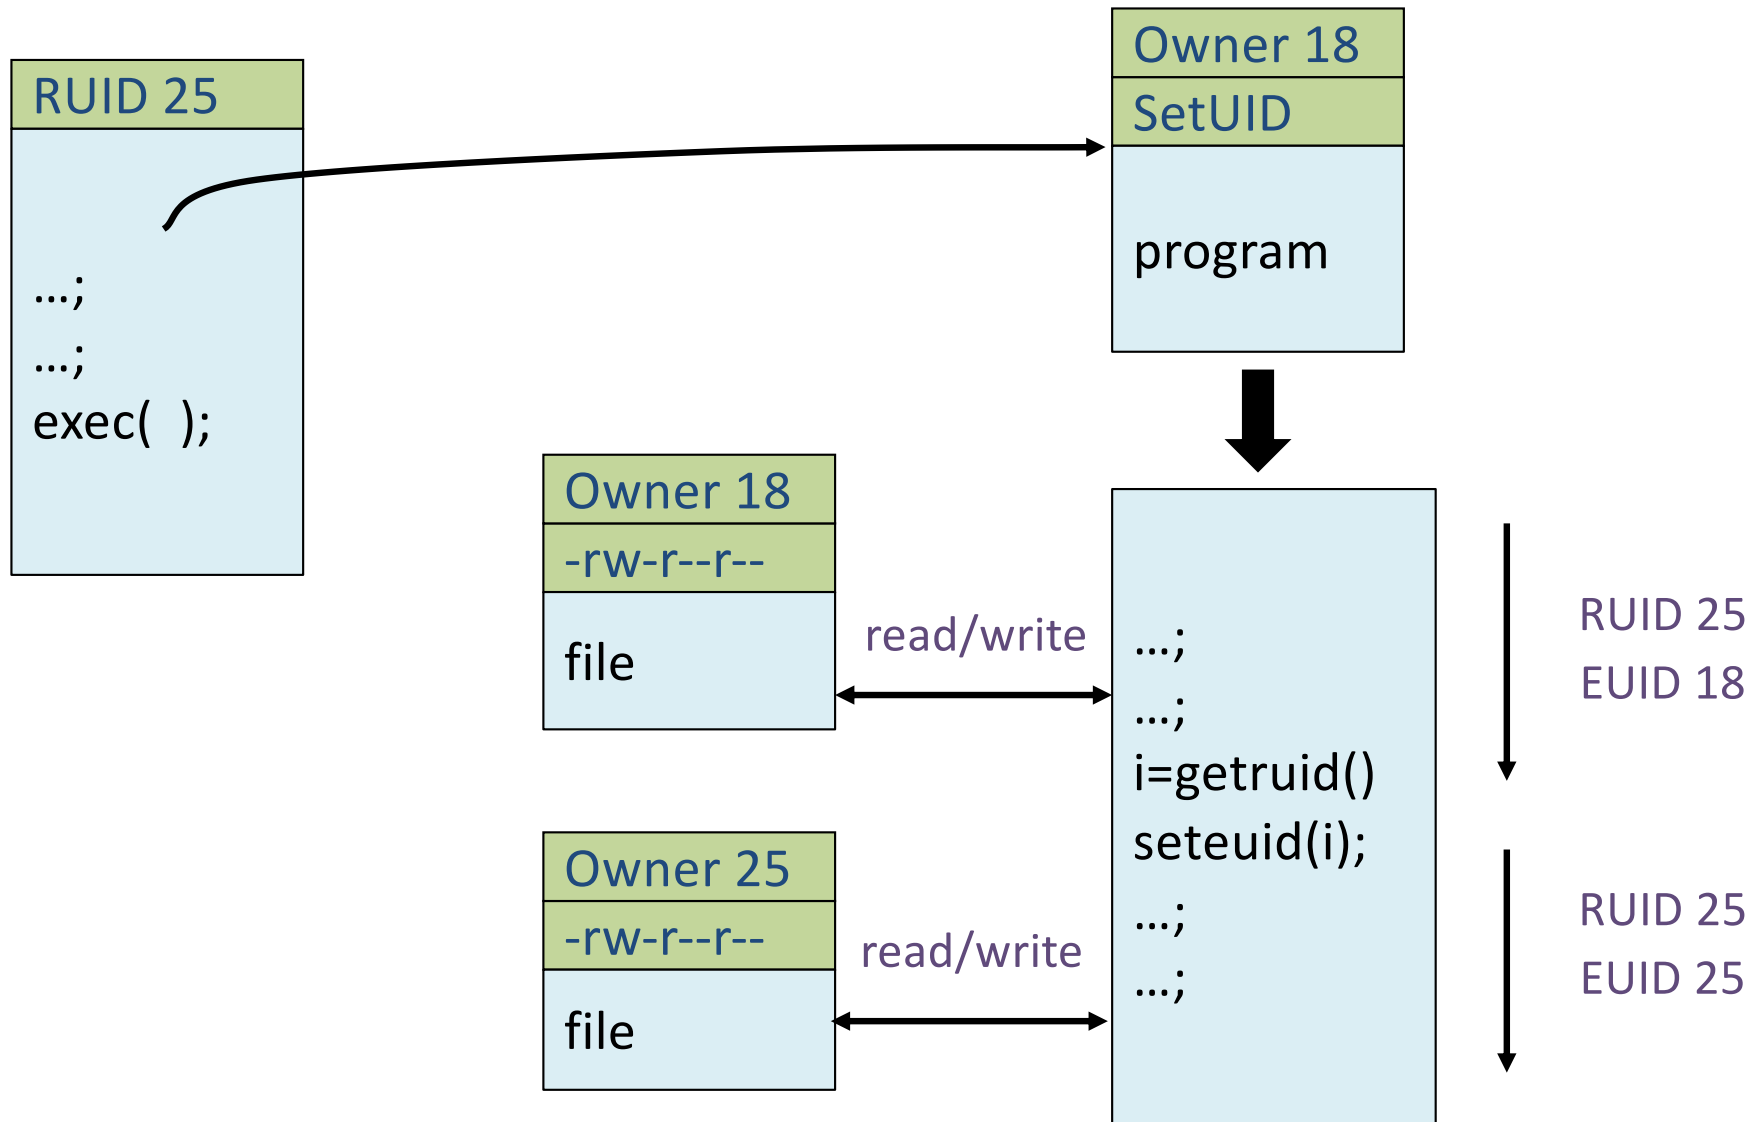 RUID 25
…;
…;
exec(  );
Owner 18
SetUID
program
Owner 18
-rw-r--r--
file
read/write
Owner 25
-rw-r--r--
file
read/write
…;
…;
i=getruid()
seteuid(i);
…;
…;
RUID 25
EUID 18
RUID 25
EUID 25